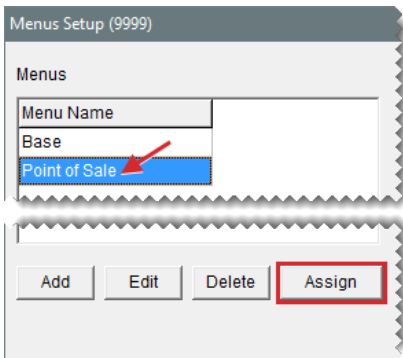 Menus Setup (9999)
Menus
Menu Name
Base
Point of Sale
Add Edit Delete Assign